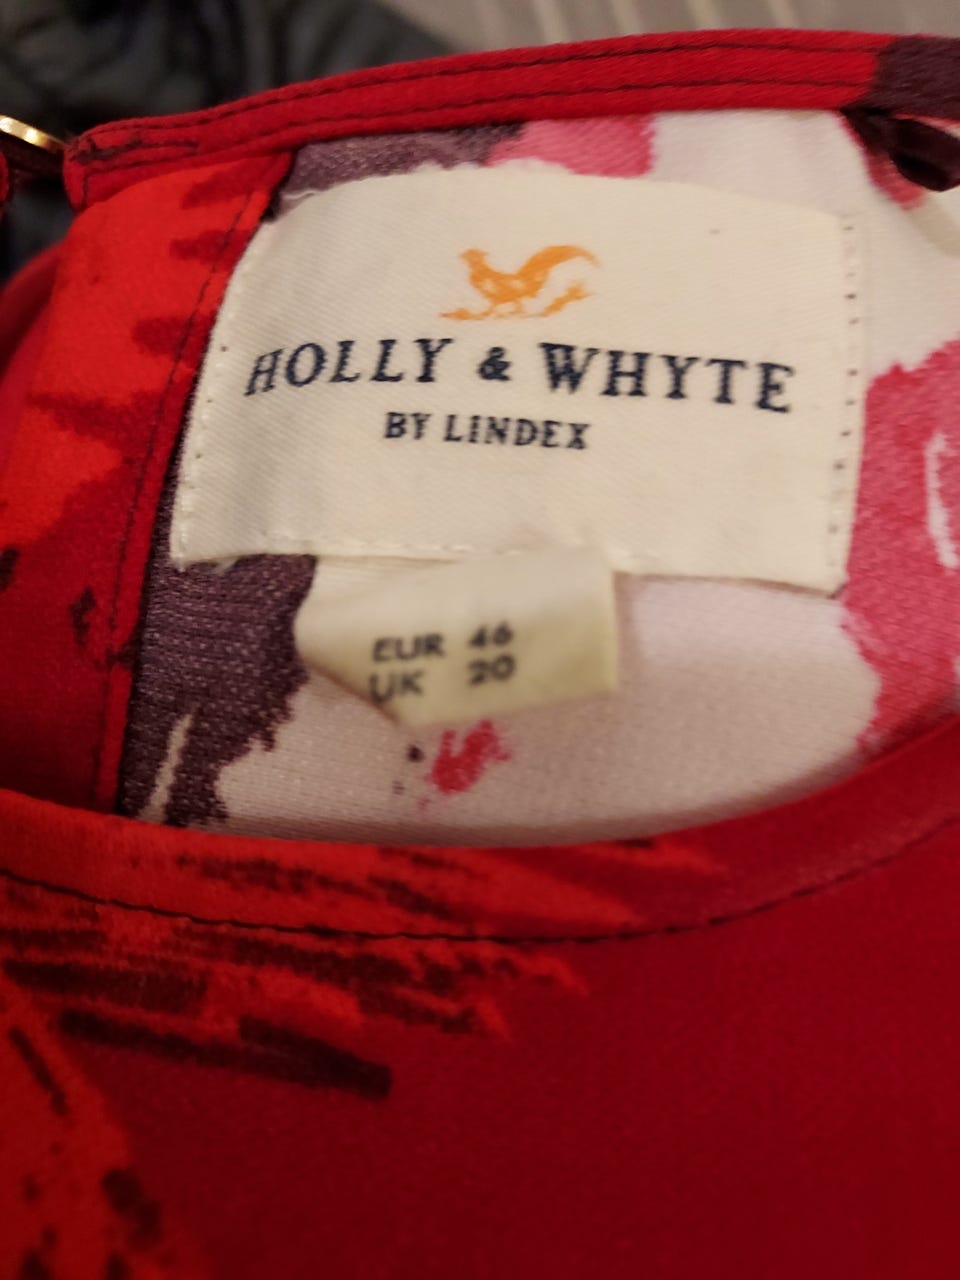 HOLLY & WHYTE
BY LINDEX
EUR 46
UK 20